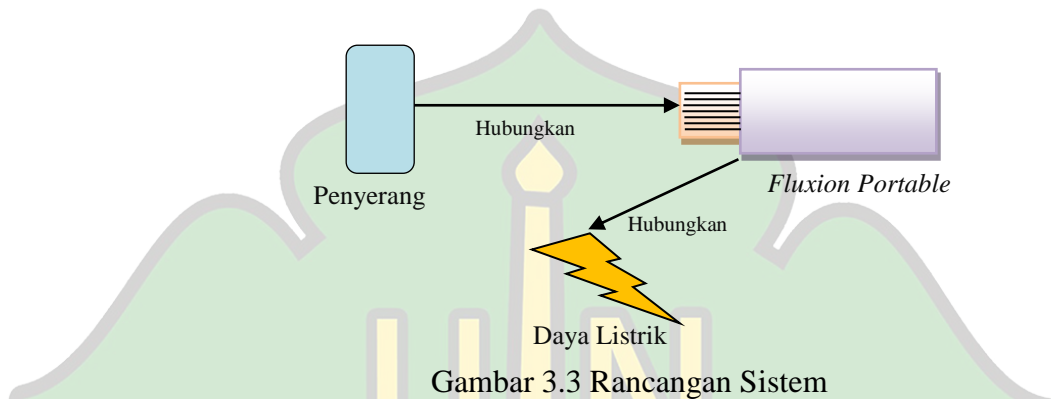 Hubungkan
Penyerang
Fluxion Portable
Hubungkan
Daya Listrik
Gambar 3.3 Rancangan Sistem